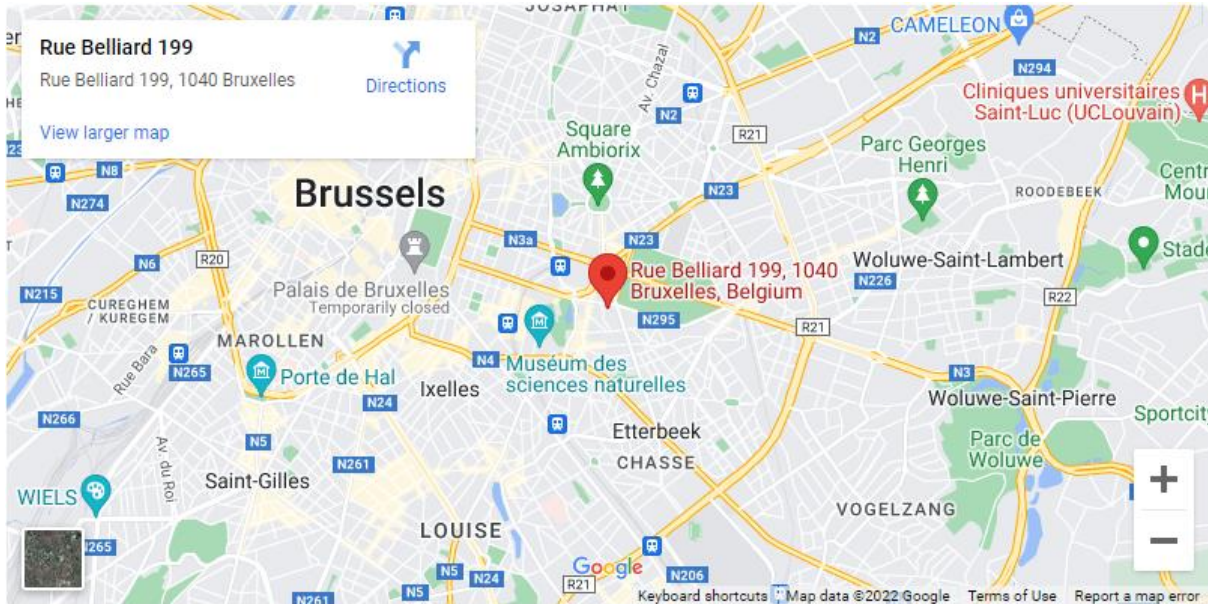 JOSAPHAT
Rue Belliard 199
Rue Belliard 199, 1040 Bruxelles
Directions
View larger map
CAMELEON
N2
N294
Av. Chazal
N2
Cliniques universitaires
Saint-Luc (UCLouvain)
H
Square
Ambiorix
R21
Parc Georges
Henri
N8
N274
Brussels
N23
ROODEBEEK
N3a
N23
N6
R20
N215
Palais de Bruxelles
Temporarily closed
Rue Belliard 199, 1040
Bruxelles, Belgium
Woluwe-Saint-Lambert
N226
R22
CUREGHEM
/ KUREGEM
N295
R21
MAROLLEN
Rue Bara
N265
Porte de Hal
N4
Muséum des
sciences naturelles
Ixelles
N24
N3
Woluwe-Saint-Pierre
N266
N5
Av. du Roi
N261
Etterbeek
CHASSE
Sportcity
Parc de
Woluwe
Saint-Gilles
WIELS
VOGELZANG
LOUISE
N265
Google
N24
R21
N206
N261
Keyboard shortcuts
Map data ©2022 Google
Terms of Use
Report a map error